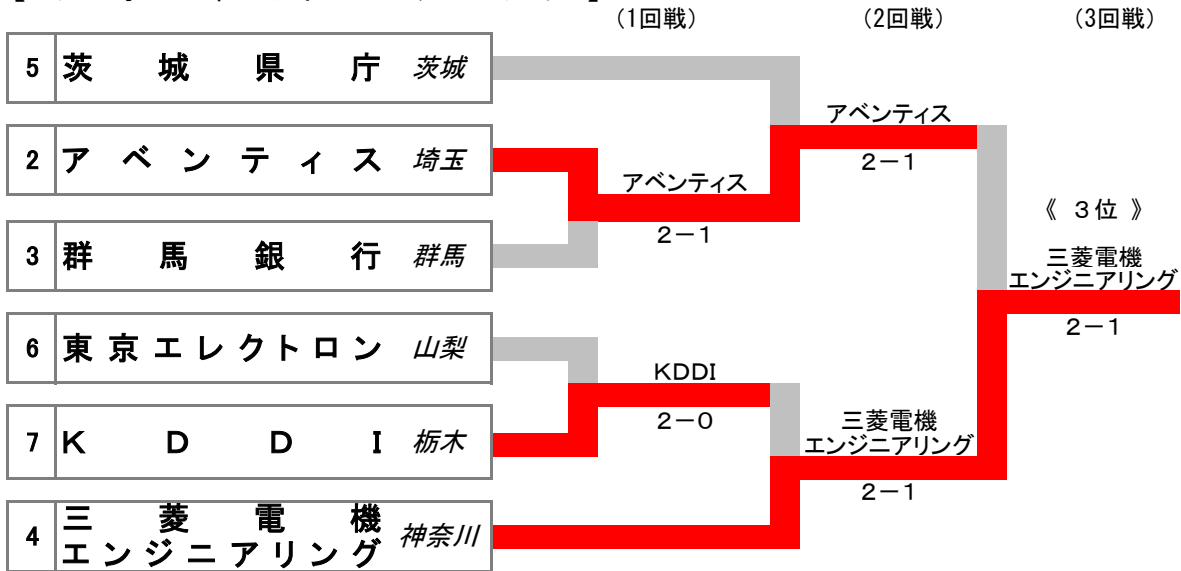 (1回戦) (2回戦) (3回戦)
5 茨城県庁 茨城
アベンティス
2 アベンティス 埼玉
2－1
アベンティス
《 3位 》
2－1
3 群馬銀行 群馬
三菱電機
エンジニアリング
2－1
6 東京エレクトロン 山梨
KDDI
2－0
三菱電機
7 KDDI 栃木
エンジニアリング
2－1
三菱電機
4 エンジニアリング 神奈川